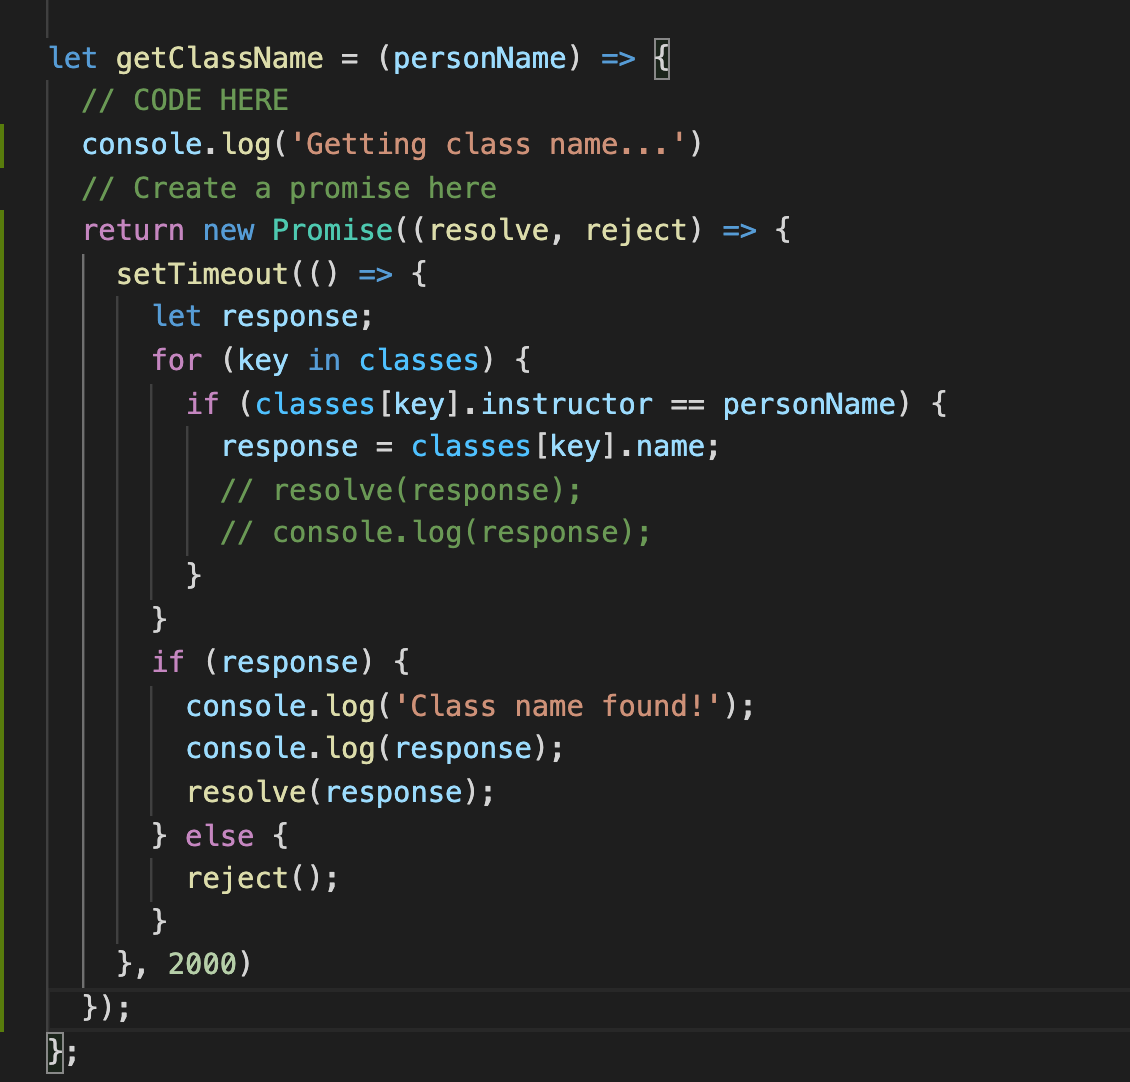 let getClassName = (personName) => {
  // CODE HERE
  console.log('Getting class name...')
  // Create a promise here
  return new Promise((resolve, reject) => {
    setTimeout(() => {
      let response;
      for (key in classes) {
        if (classes[key].instructor == personName) {
          response = classes[key].name;
          // resolve(response);
          // console.log(response);
        }
      }
      if (response) {
        console.log('Class name found!');
        console.log(response);
        resolve(response);
      } else {
        reject();
      }
    }, 2000)
  });
};